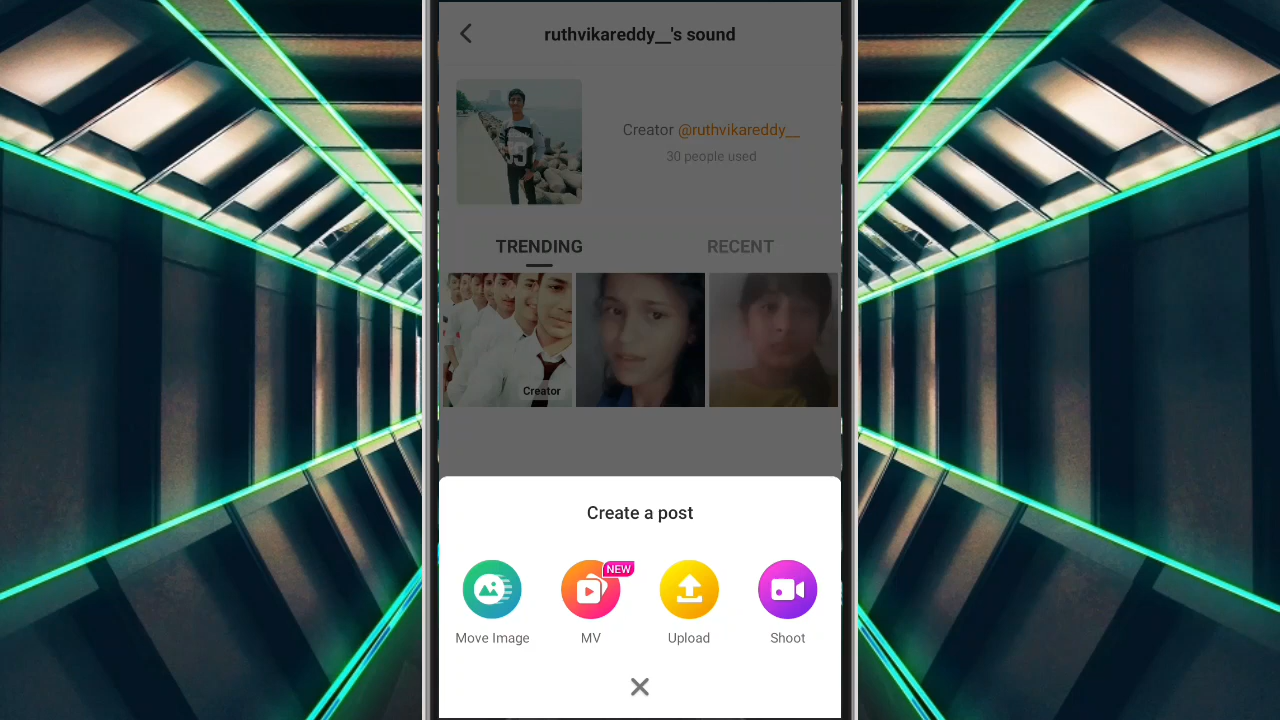 ruthvikareddy__'s sound
Creator @ruthvikareddy__
30 people used
TRENDING
RECENT
Creator
Create a post
NEW
Move Image
MV
Upload
Shoot